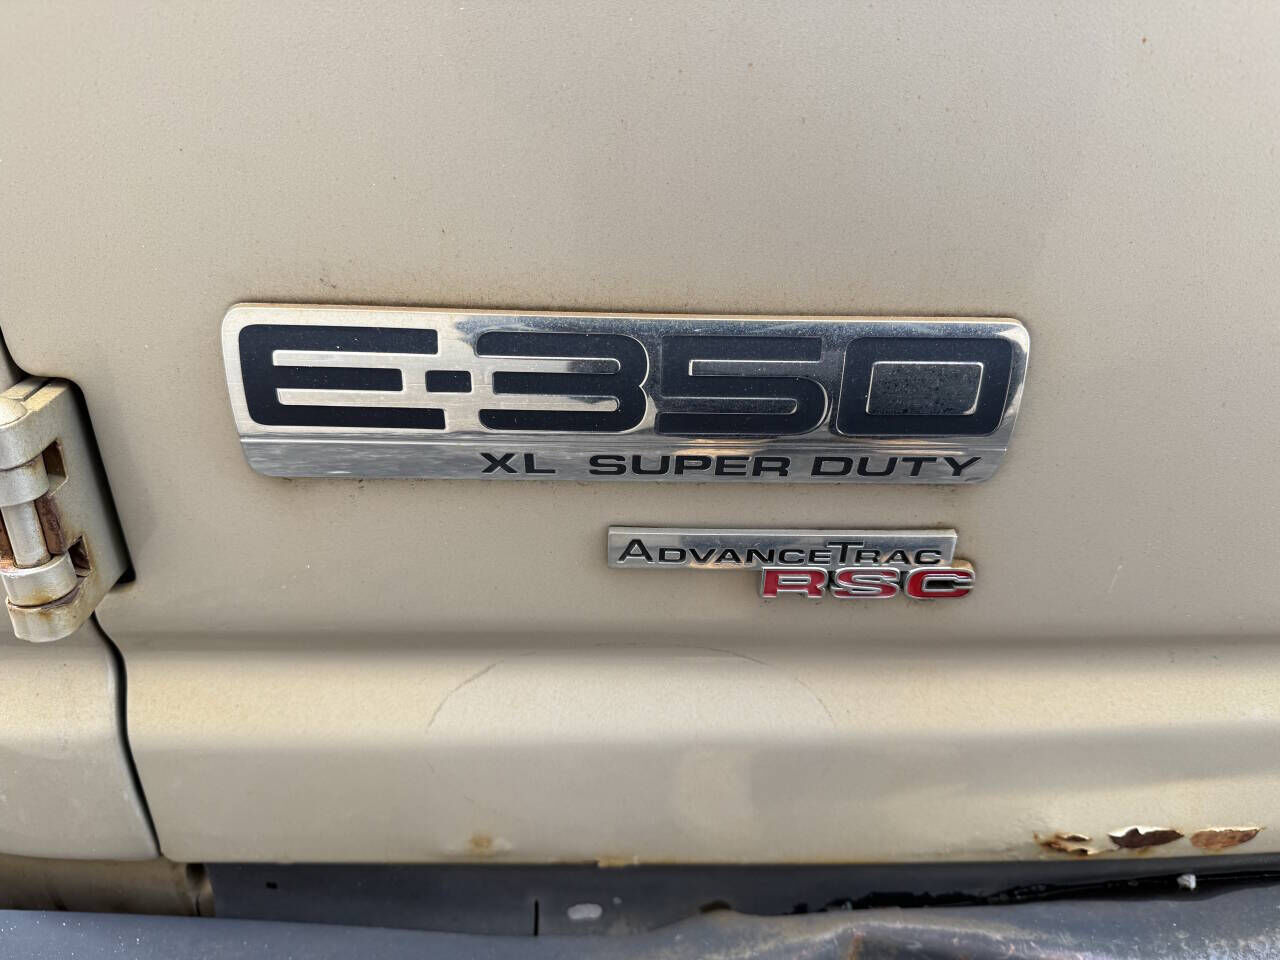 E-350
XL SUPER DUTY
ADVANCETRAC
RSC